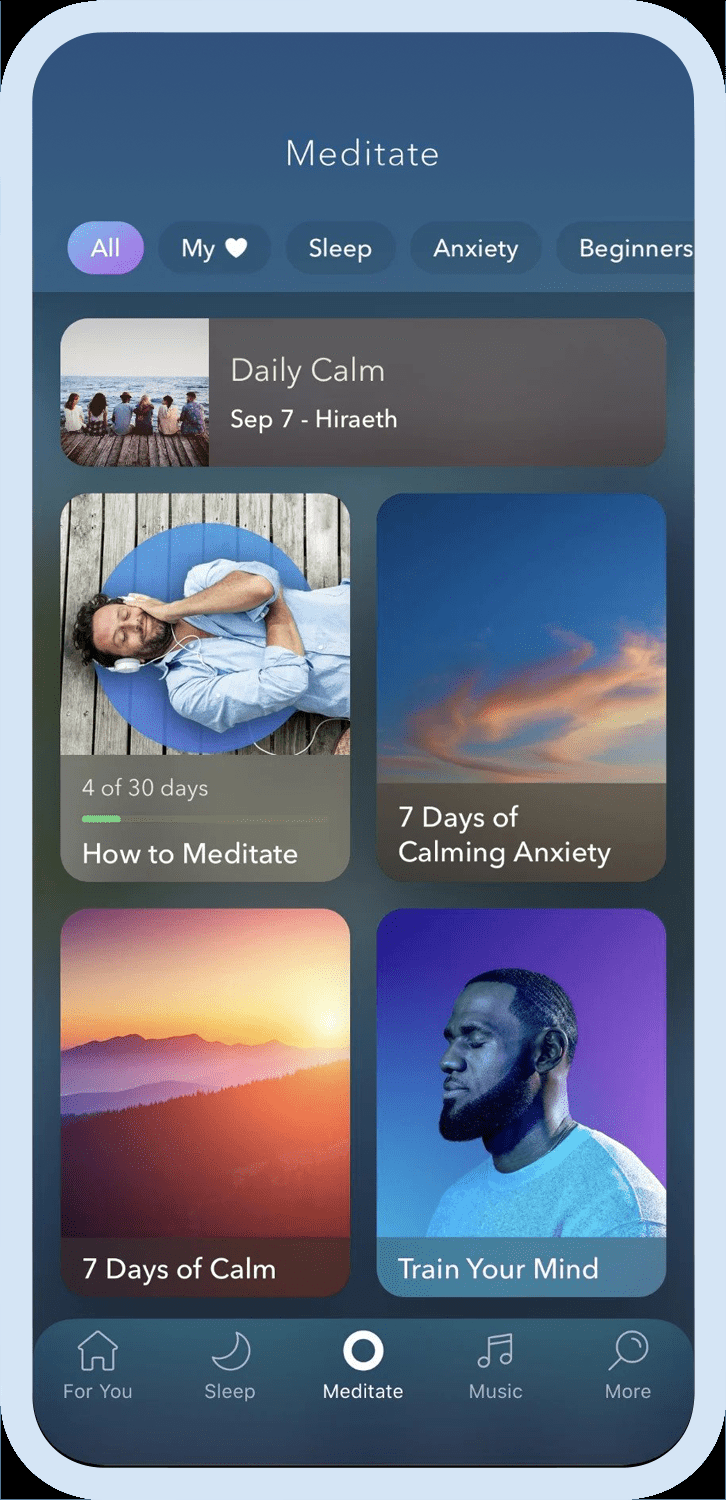 Meditate
All
My
Sleep
Anxiety
Beginners
Daily Calm
Sep 7 - Hiraeth
4 of 30 days
How to Meditate
7 Days of
Calming Anxiety
7 Days of Calm
Train Your Mind
For You
Sleep
Meditate
Music
More